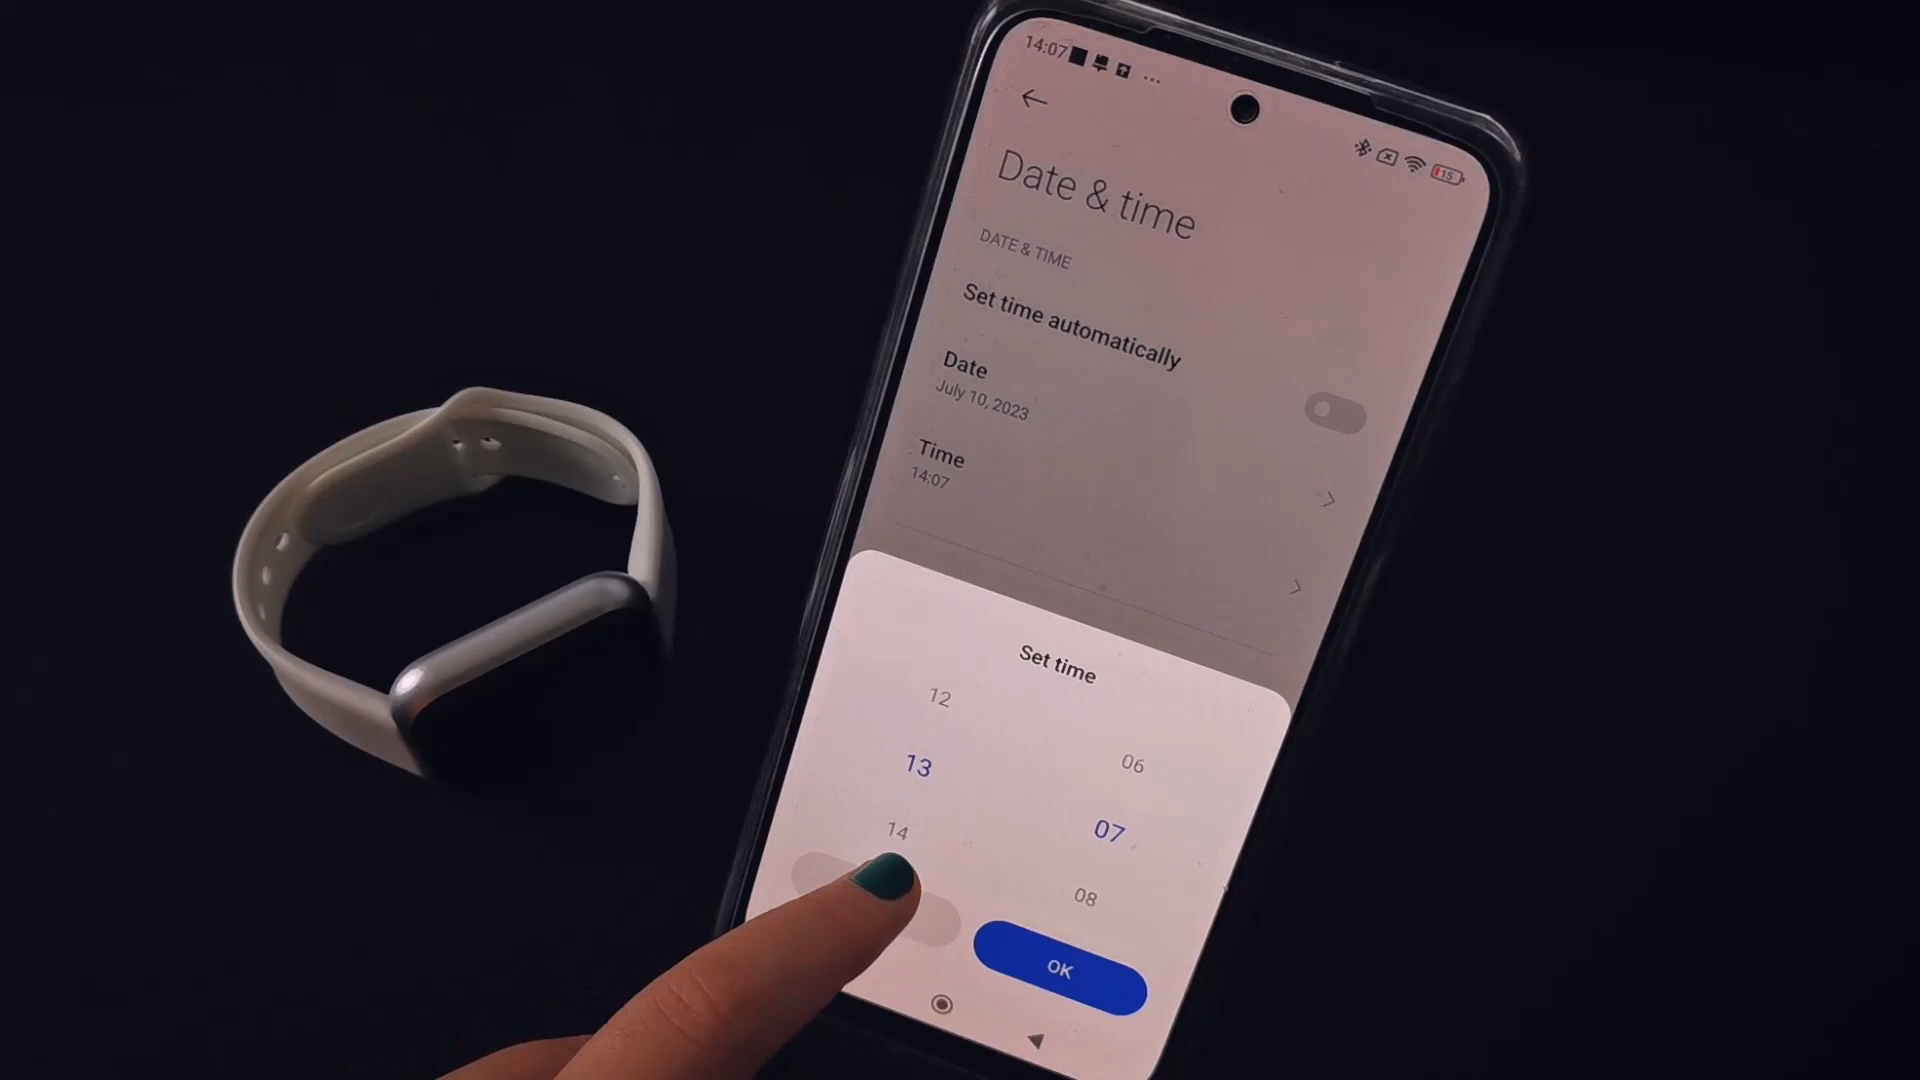 14:07
15
Date & time
DATE & TIME
Set time automatically
Date
July 10, 2023
Time
14:07
Set time
12
06
13
07
14
08
OK